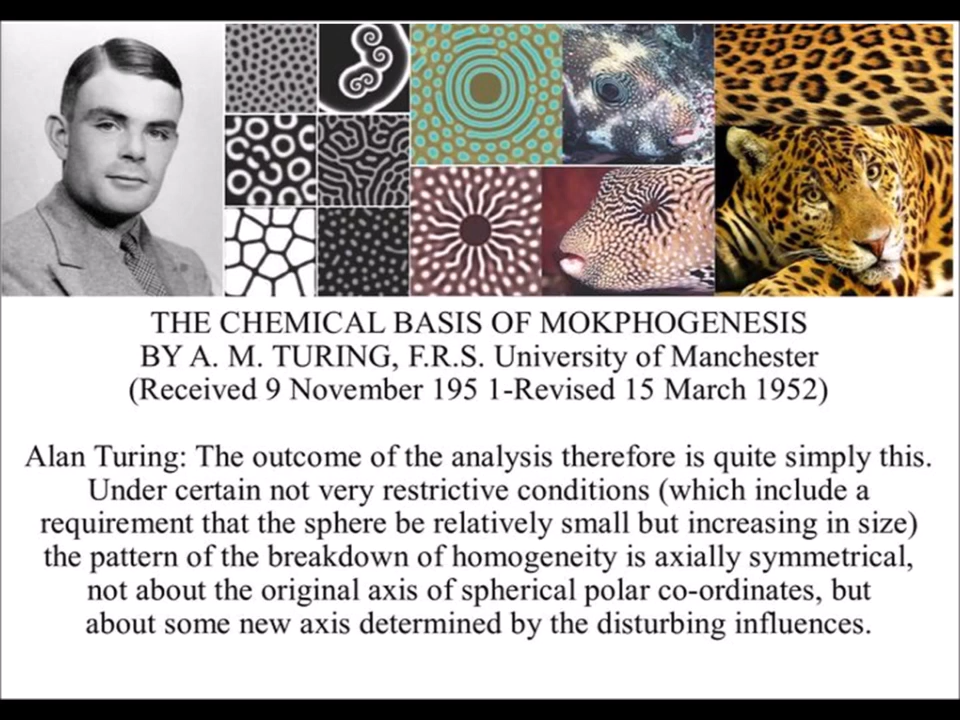 THE CHEMICAL BASIS OF MOKPHOGENESIS
BY A. M. TURING, F.R.S. University of Manchester
(Received 9 November 195 1-Revised 15 March 1952)
Alan Turing: The outcome of the analysis therefore is quite simply this.
Under certain not very restrictive conditions (which include a
requirement that the sphere be relatively small but increasing in size)
the pattern of the breakdown of homogeneity is axially symmetrical,
not about the original axis of spherical polar co-ordinates, but
about some new axis determined by the disturbing influences.